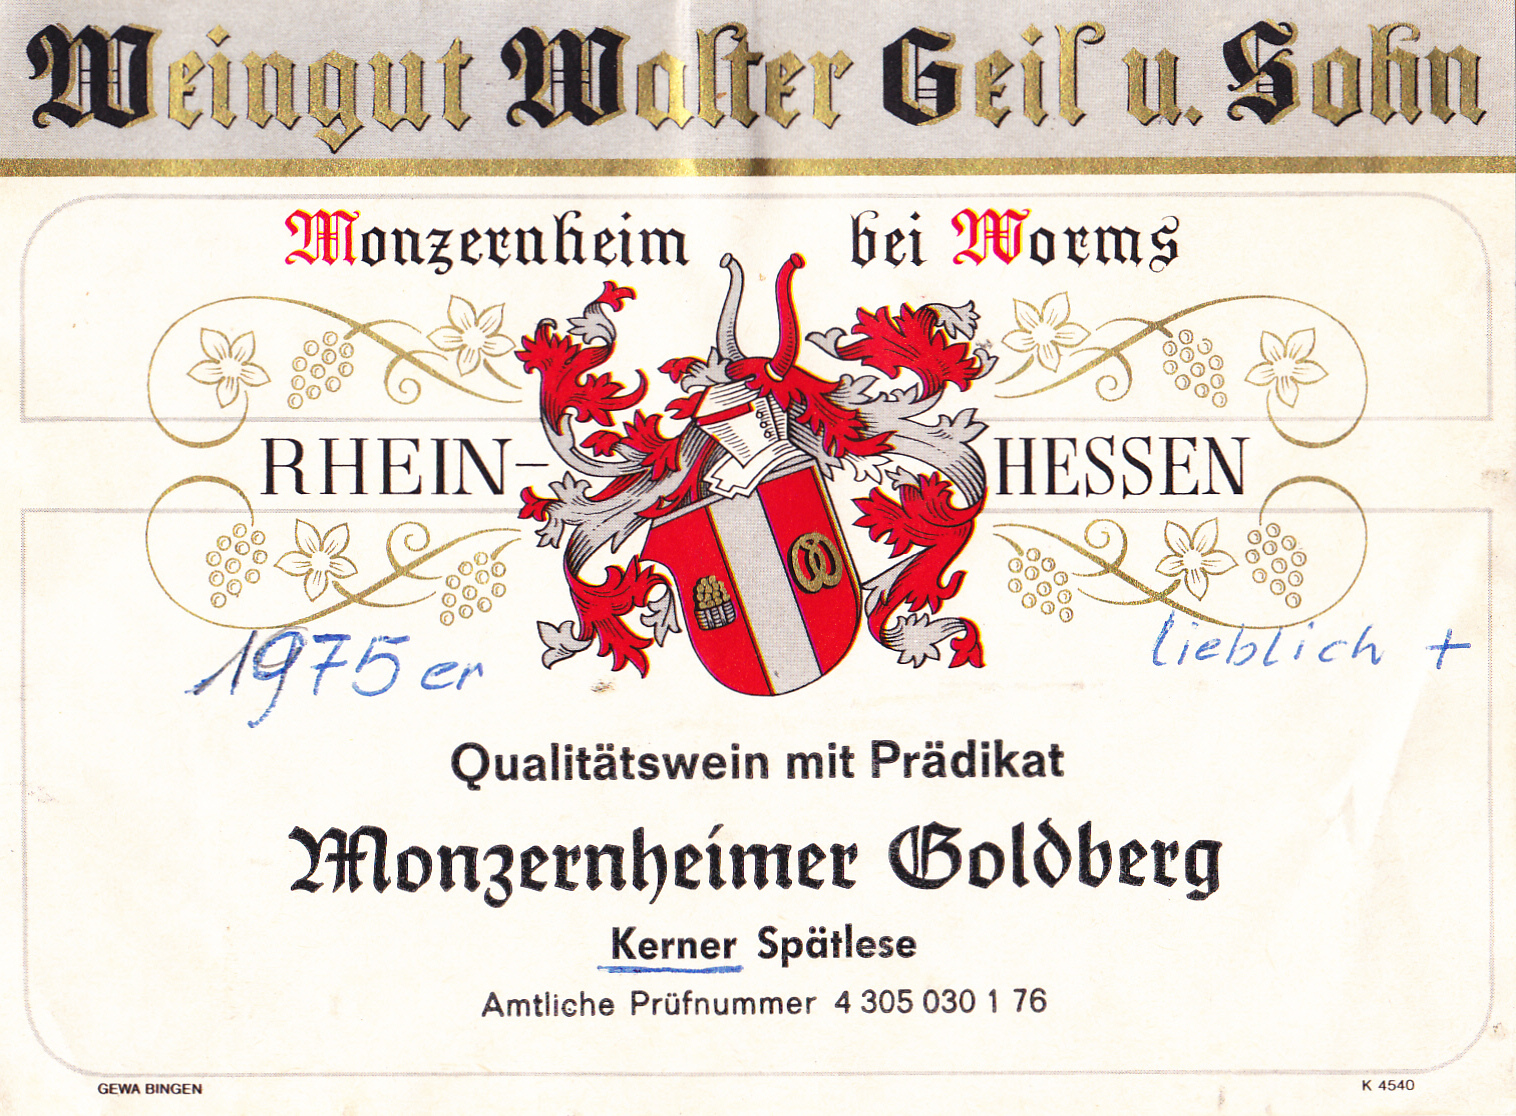 Weingut Walter Geil u. Sohn
Monzernheim bei Worms
RHEIN-HESSEN
1975er
lieblich +
Qualitätswein mit Prädikat
Monzernheimer Goldberg
Kerner Spätlese
Amtliche Prüfnummer 4 305 030 1 76
GEWA BINGEN
K 4540